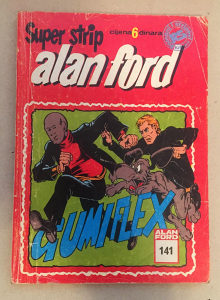 Super strip
cijena 6 dinara
alan ford
GUMIFLEX
ALAN
FORD
141